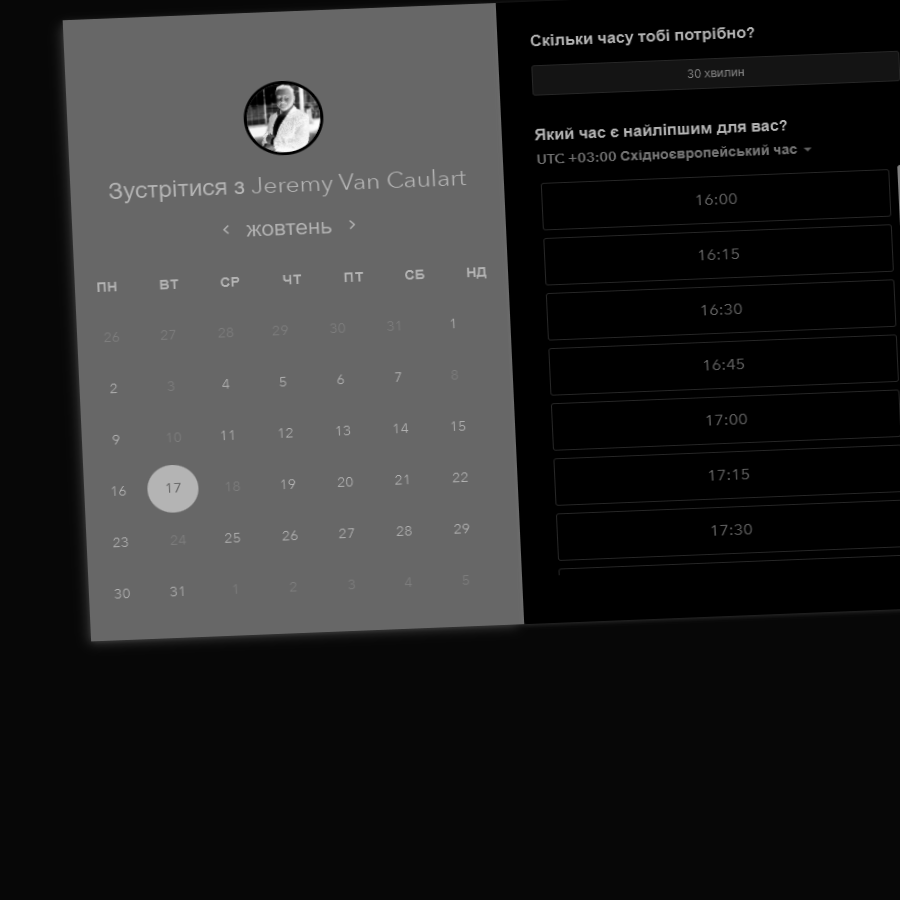 Зустрітися з Jeremy Van Caulart
‹ жовтень ›
ПН ВТ СР ЧТ ПТ СБ НД
26 27 28 29 30 31 1
2 3 4 5 6 7 8
9 10 11 12 13 14 15
16 17 18 19 20 21 22
23 24 25 26 27 28 29
30 31 1 2 3 4 5
Скільки часу тобі потрібно?
30 хвилин
Який час є найліпшим для вас?
UTC +03:00 Східноєвропейський час
16:00
16:15
16:30
16:45
17:00
17:15
17:30